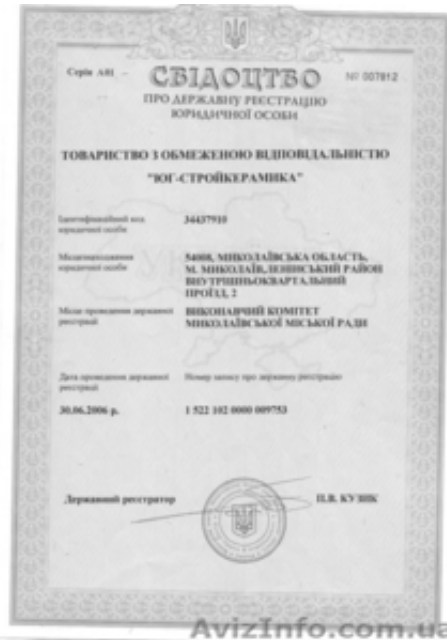 Серія А01
СВІДОЦТВО
№ 007812
ПРО ДЕРЖАВНУ РЕЄСТРАЦІЮ
ЮРИДИЧНОЇ ОСОБИ
ТОВАРИСТВО З ОБМЕЖЕНОЮ ВІДПОВІДАЛЬНІСТЮ
"ЮГ-СТРОЙКЕРАМИКА"
Ідентифікаційний код
юридичної особи
34437910
Місцезнаходження
юридичної особи
54008, МИКОЛАЇВСЬКА ОБЛАСТЬ,
М. МИКОЛАЇВ,ЛЕНІНСЬКИЙ РАЙОН
ВНУТРІШНЬОКВАРТАЛЬНИЙ
ПРОЇЗД, 2
Місце проведення державної
реєстрації
ВИКОНАВЧИЙ КОМІТЕТ
МИКОЛАЇВСЬКОЇ МІСЬКОЇ РАДИ
Дата проведення державної
реєстрації
Номер запису про державну реєстрацію
30.06.2006 р.
1 522 102 0000 009753
Державний реєстратор
П.В. КУЗИК
AvizInfo.com.ua